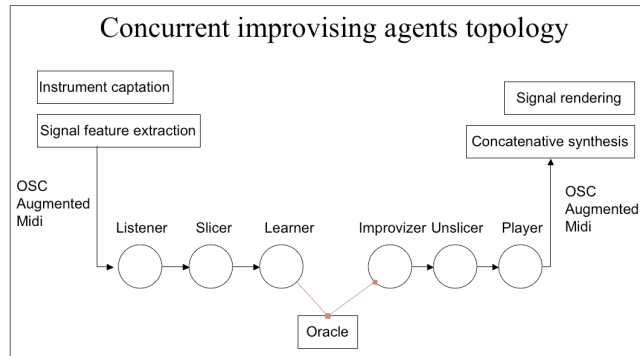 Concurrent improvising agents topology
Instrument captation
Signal feature extraction
Signal rendering
Concatenative synthesis
OSC
Augmented
Midi
OSC
Augmented
Midi
Listener
Slicer
Learner
Improvizer
Unslicer
Player
Oracle